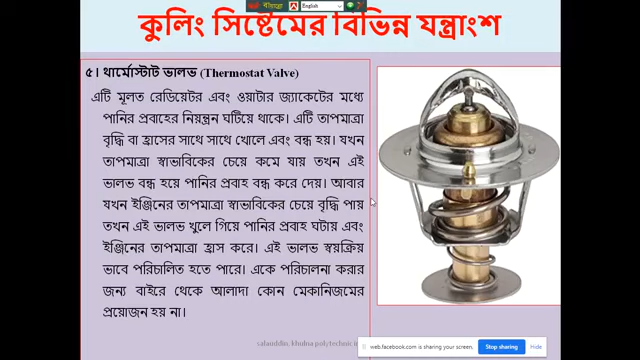 কুলিং সিষ্টেমের বিভিন্ন যন্ত্রাংশ
English
৫। থার্মোস্টাট ভালভ (Thermostat Valve)
এটি মূলত রেডিয়েটর এবং ওয়াটার জ্যাকেটের মধ্যে
পানির প্রবাহের নিয়ন্ত্রন ঘটিয়ে থাকে। এটি তাপমাত্রা
বৃদ্ধি বা হ্রাসের সাথে সাথে খোলে এবং বন্ধ হয়। যখন
তাপমাত্রা স্বাভাবিকের চেয়ে কমে যায় তখন এই
ভালভ বন্ধ হয়ে পানির প্রবাহ বন্ধ করে দেয়। আবার
যখন ইঞ্জিনের তাপমাত্রা স্বাভাবিকের চেয়ে বৃদ্ধি পায়
তখন এই ভালভ খুলে গিয়ে পানির প্রবাহ ঘটায় এবং
ইঞ্জিনের তাপমাত্রা হ্রাস করে। এই ভালভ স্বয়ক্রিয়
ভাবে পরিচালিত হতে পারে। একে পরিচালনা করার
জন্য বাইরে থেকে আলাদা কোন মেকানিজমের
প্রয়োজন হয় না।
khulna polytechnic
web.facebook.com is sharing your screen.
Stop sharing
Hide